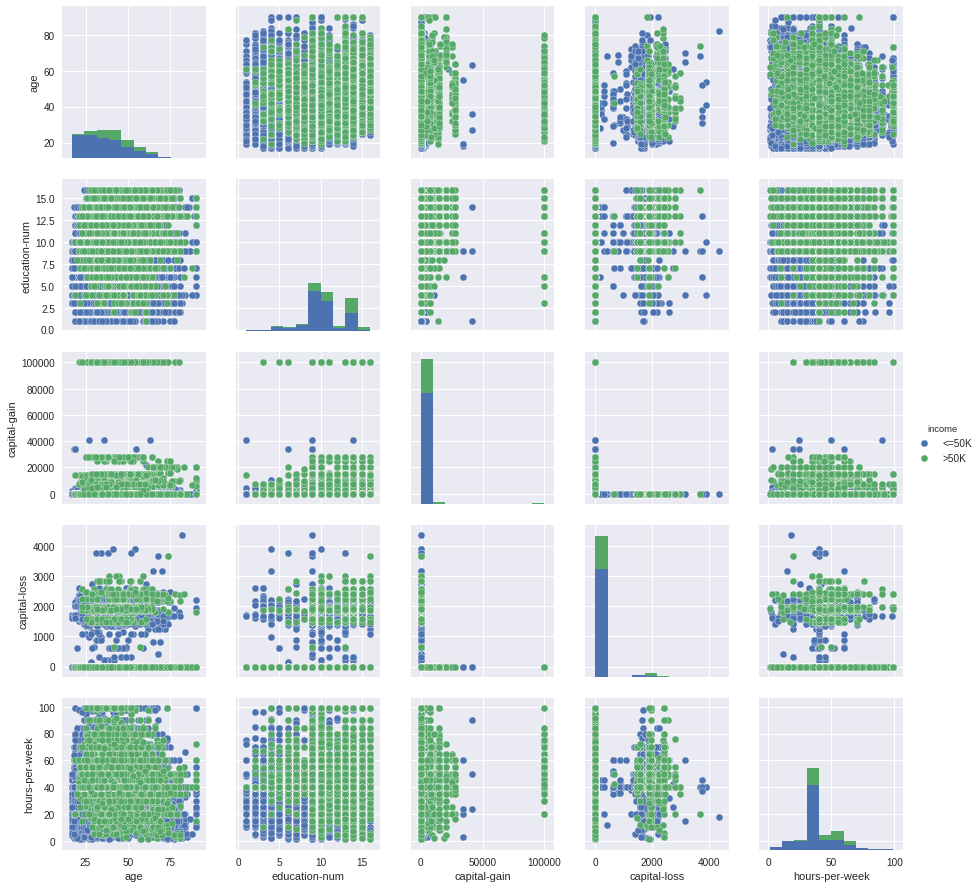 80
60
40
20
age
15.0
12.5
10.0
7.5
5.0
2.5
0.0
education-num
100000
80000
60000
40000
20000
0
capital-gain
income
<=50K
>50K
4000
3000
2000
1000
0
capital-loss
100
80
60
40
20
0
hours-per-week
25 50 75
age
0 5 10 15
education-num
0 50000 100000
capital-gain
0 2000 4000
capital-loss
0 50 100
hours-per-week